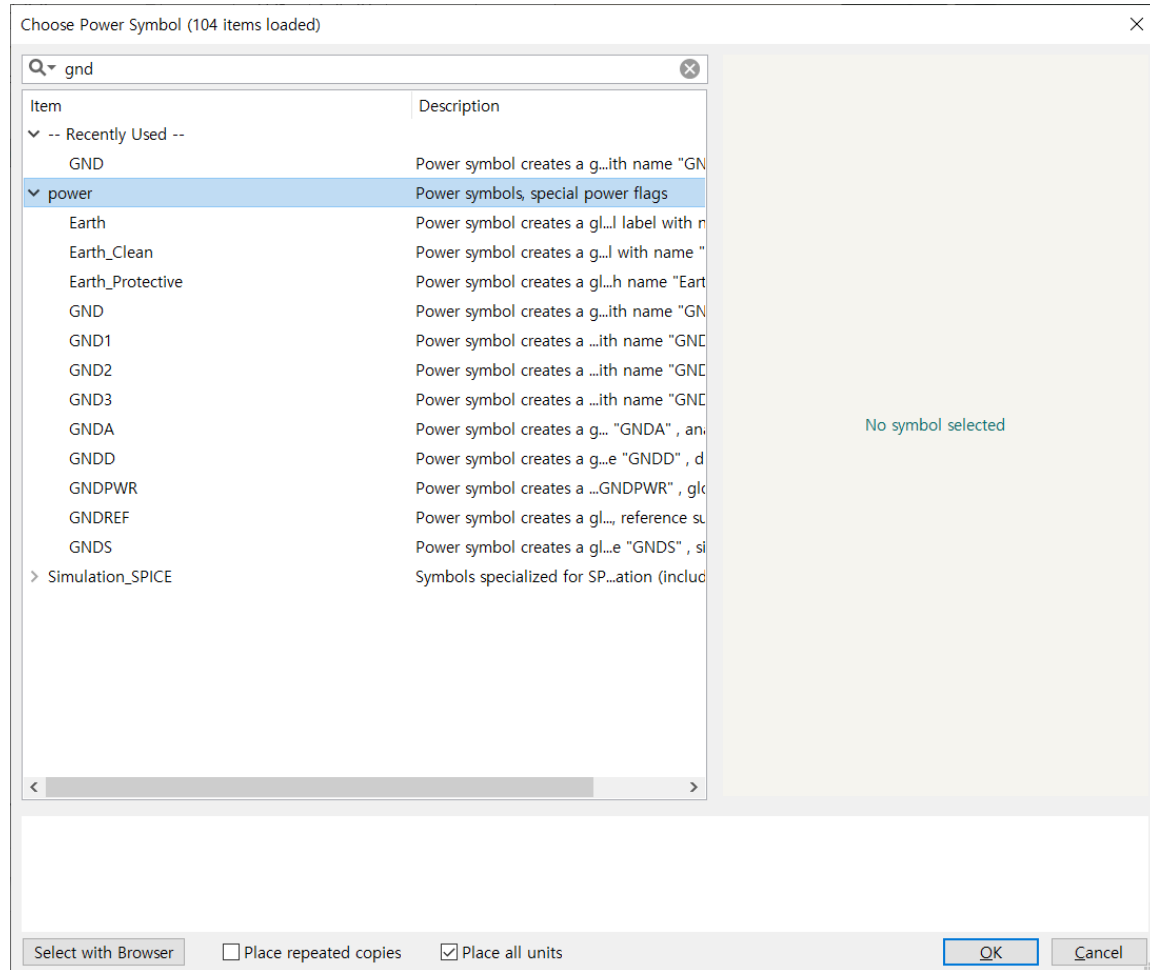 Choose Power Symbol (104 items loaded)
gnd
Item Description
-- Recently Used --
GND Power symbol creates a g...ith name "GN
power Power symbols, special power flags
Earth Power symbol creates a gl...l label with n
Earth_Clean Power symbol creates a g...l with name "
Earth_Protective Power symbol creates a gl...h name "Eart
GND Power symbol creates a g...ith name "GN
GND1 Power symbol creates a ...ith name "GND
GND2 Power symbol creates a ...ith name "GND
GND3 Power symbol creates a ...ith name "GND
GNDA Power symbol creates a g... "GNDA" , ana
GNDD Power symbol creates a g...e "GNDD" , d
GNDPWR Power symbol creates a ...GNDPWR" , glo
GNDREF Power symbol creates a gl..., reference su
GNDS Power symbol creates a gl...e "GNDS" , si
Simulation_SPICE Symbols specialized for SP...ation (includ
No symbol selected
Select with Browser Place repeated copies Place all units OK Cancel